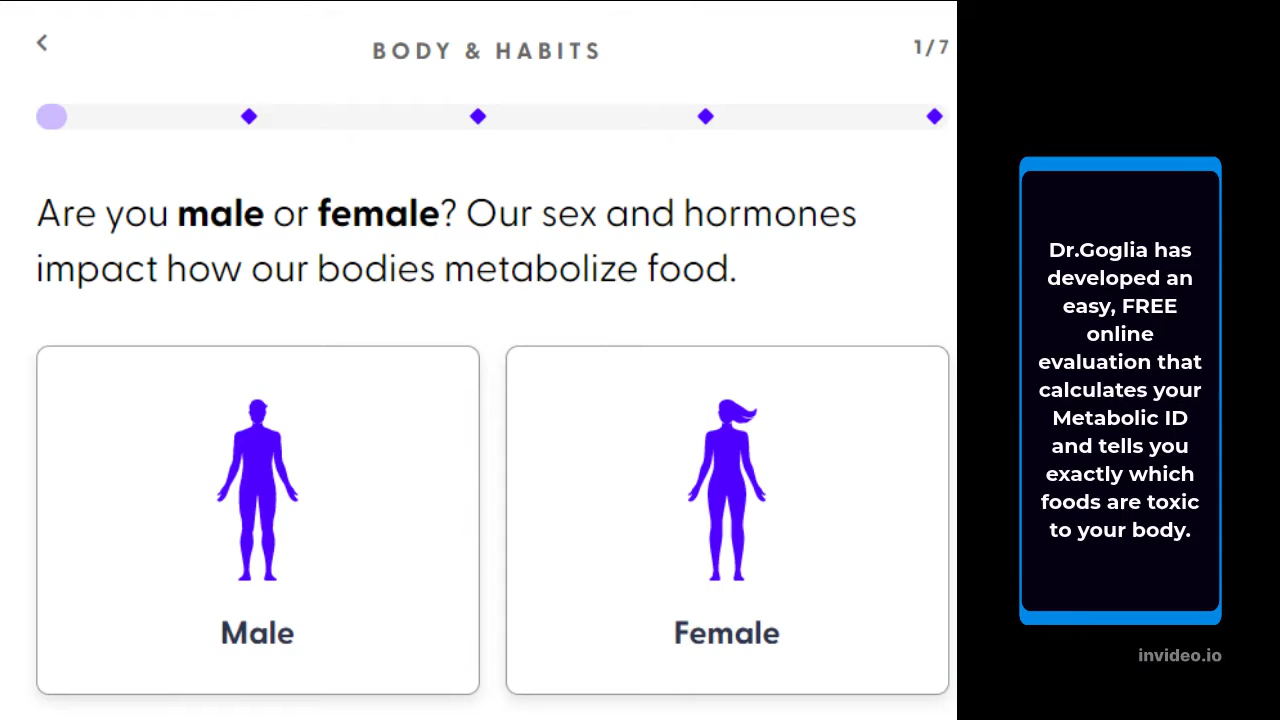 BODY & HABITS
1/7
Are you male or female? Our sex and hormones
impact how our bodies metabolize food.
Male
Female
Dr.Goglia has
developed an
easy, FREE
online
evaluation that
calculates your
Metabolic ID
and tells you
exactly which
foods are toxic
to your body.
invideo.io